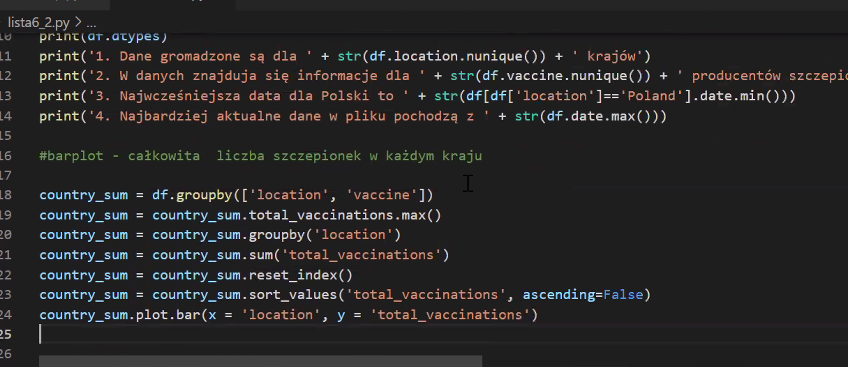 lista6_2.py > ...
10 print(df.dtypes)
11 print('1. Dane gromadzone są dla ' + str(df.location.nunique()) + ' krajów')
12 print('2. W danych znajduja się informacje dla ' + str(df.vaccine.nunique()) + ' producentów
13 print('3. Najwcześniejsza data dla Polski to ' + str(df[df['location']=='Poland'].date.min()))
14 print('4. Najbardziej aktualne dane w pliku pochodzą z ' + str(df.date.max()))
15
16 #barplot - całkowita  liczba szczepionek w każdym kraju
17
18 country_sum = df.groupby(['location', 'vaccine'])
19 country_sum = country_sum.total_vaccinations.max()
20 country_sum = country_sum.groupby('location')
21 country_sum = country_sum.sum('total_vaccinations')
22 country_sum = country_sum.reset_index()
23 country_sum = country_sum.sort_values('total_vaccinations', ascending=False)
24 country_sum.plot.bar(x = 'location', y = 'total_vaccinations')
25
26